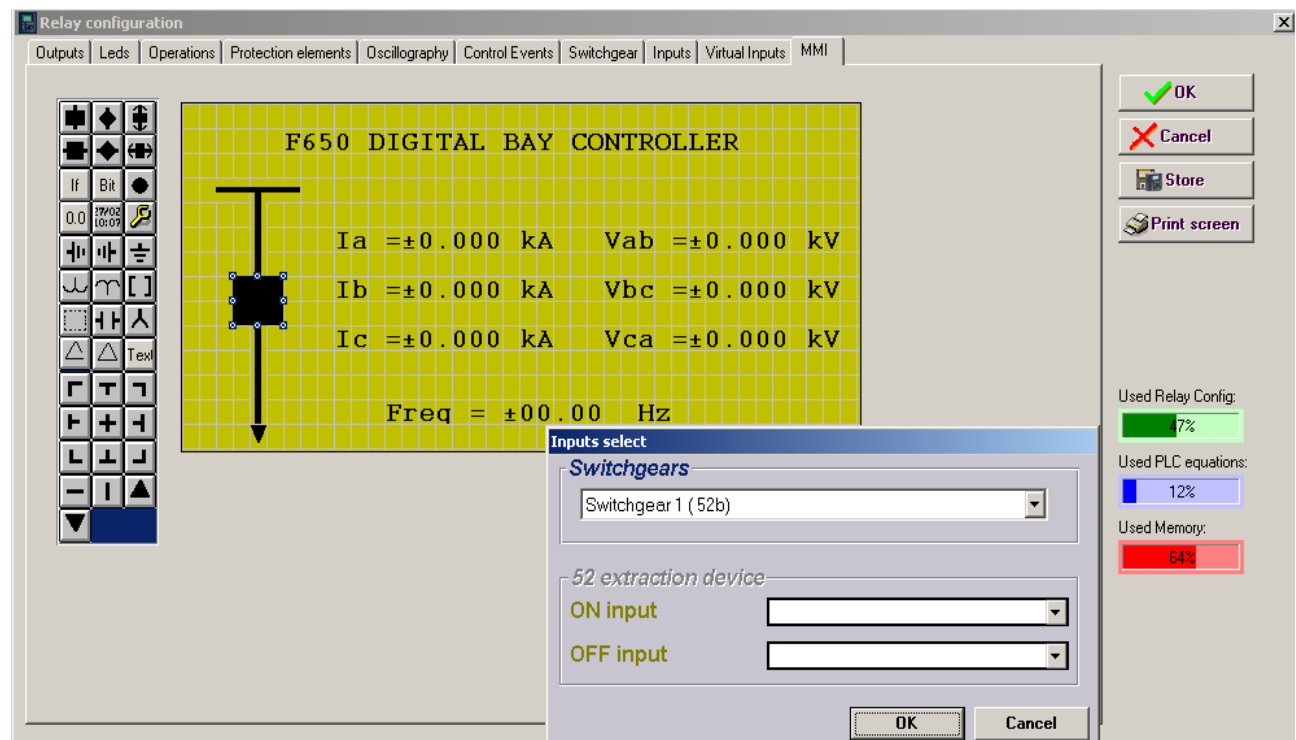 Relay configuration
Outputs Leds Operations Protection elements Oscillography Control Events Switchgear Inputs Virtual Inputs MMI
OK
Cancel
Store
Print screen
If Bit
0.0 27/02 10:07
Text
F650 DIGITAL BAY CONTROLLER
Ia =±0.000 kA Vab =±0.000 kV
Ib =±0.000 kA Vbc =±0.000 kV
Ic =±0.000 kA Vca =±0.000 kV
Freq = ±00.00 Hz
Used Relay Config:
47%
Used PLC equations:
12%
Used Memory:
64%
Inputs select
Switchgears
Switchgear 1 ( 52b)
52 extraction device
ON input
OFF input
OK Cancel